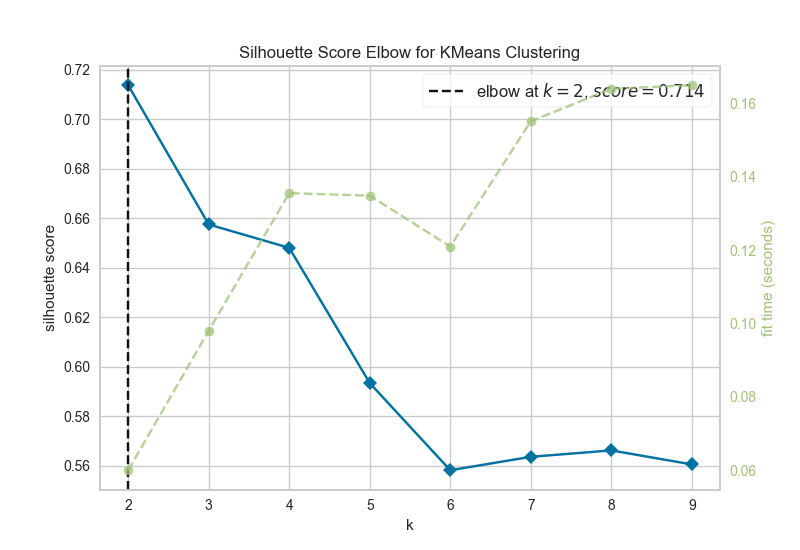 Silhouette Score Elbow for KMeans Clustering
elbow at k = 2, score = 0.714
silhouette score
0.72
0.70
0.68
0.66
0.64
0.62
0.60
0.58
0.56
0.16
0.14
0.12
0.10
0.08
0.06
fit time (seconds)
2 3 4 5 6 7 8 9
k